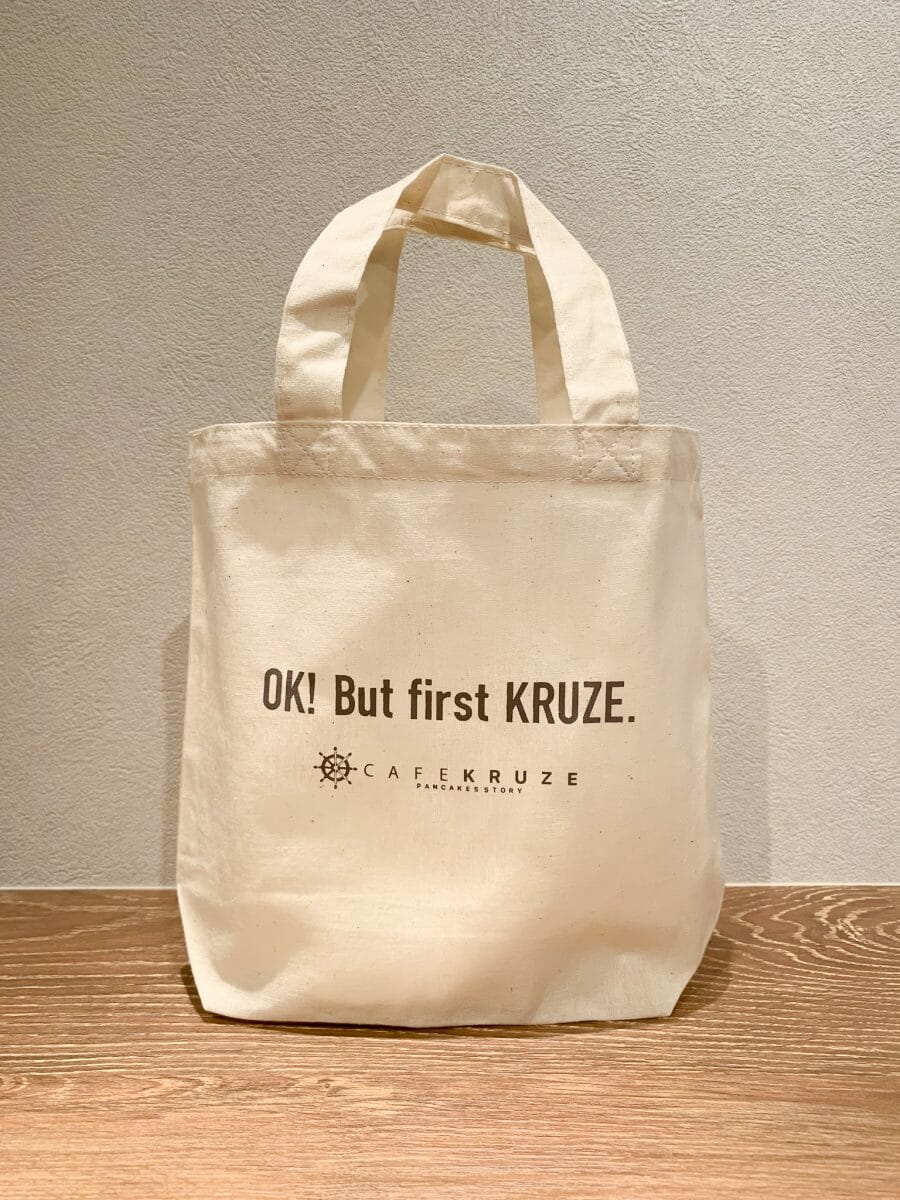 OK! But first KRUZE.
CAFEKRUZE
PANCAKES STORY